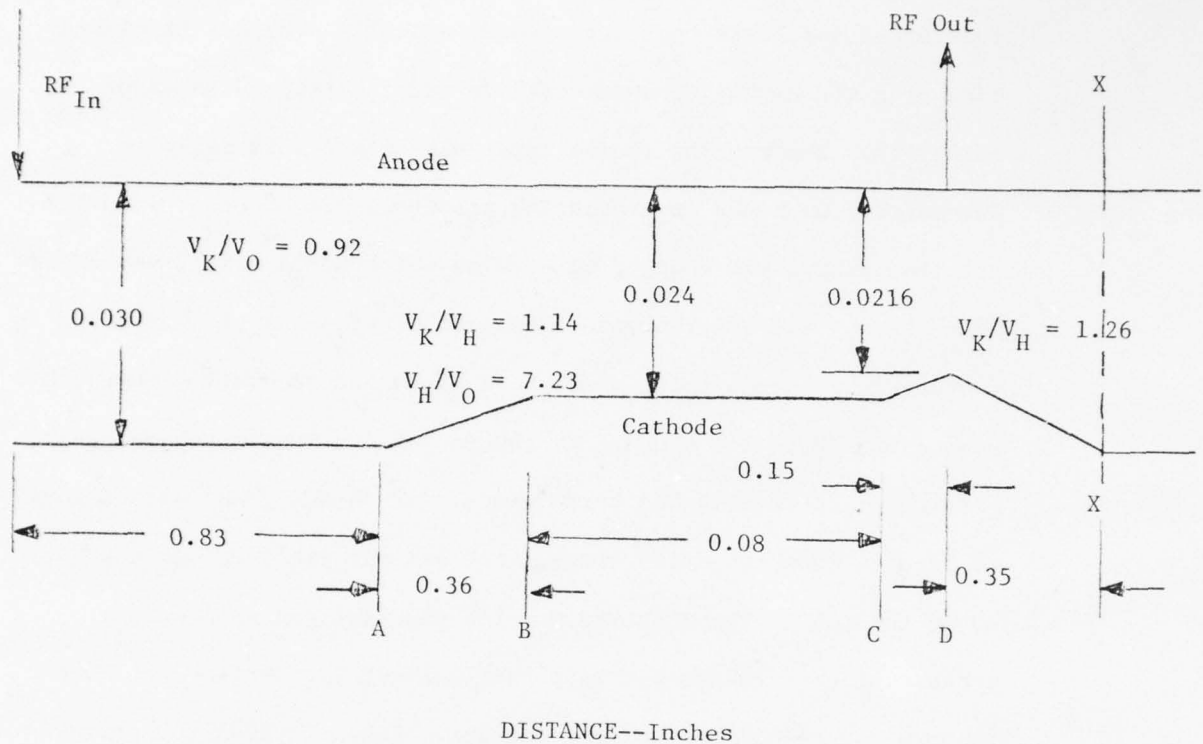 RF Out
RF In
X
Anode
V_K/V_O = 0.92
0.030
0.024
0.0216
V_K/V_H = 1.14
V_K/V_H = 1.26
V_H/V_O = 7.23
Cathode
0.15
X
0.83
0.08
0.36
0.35
A
B
C
D
DISTANCE--Inches